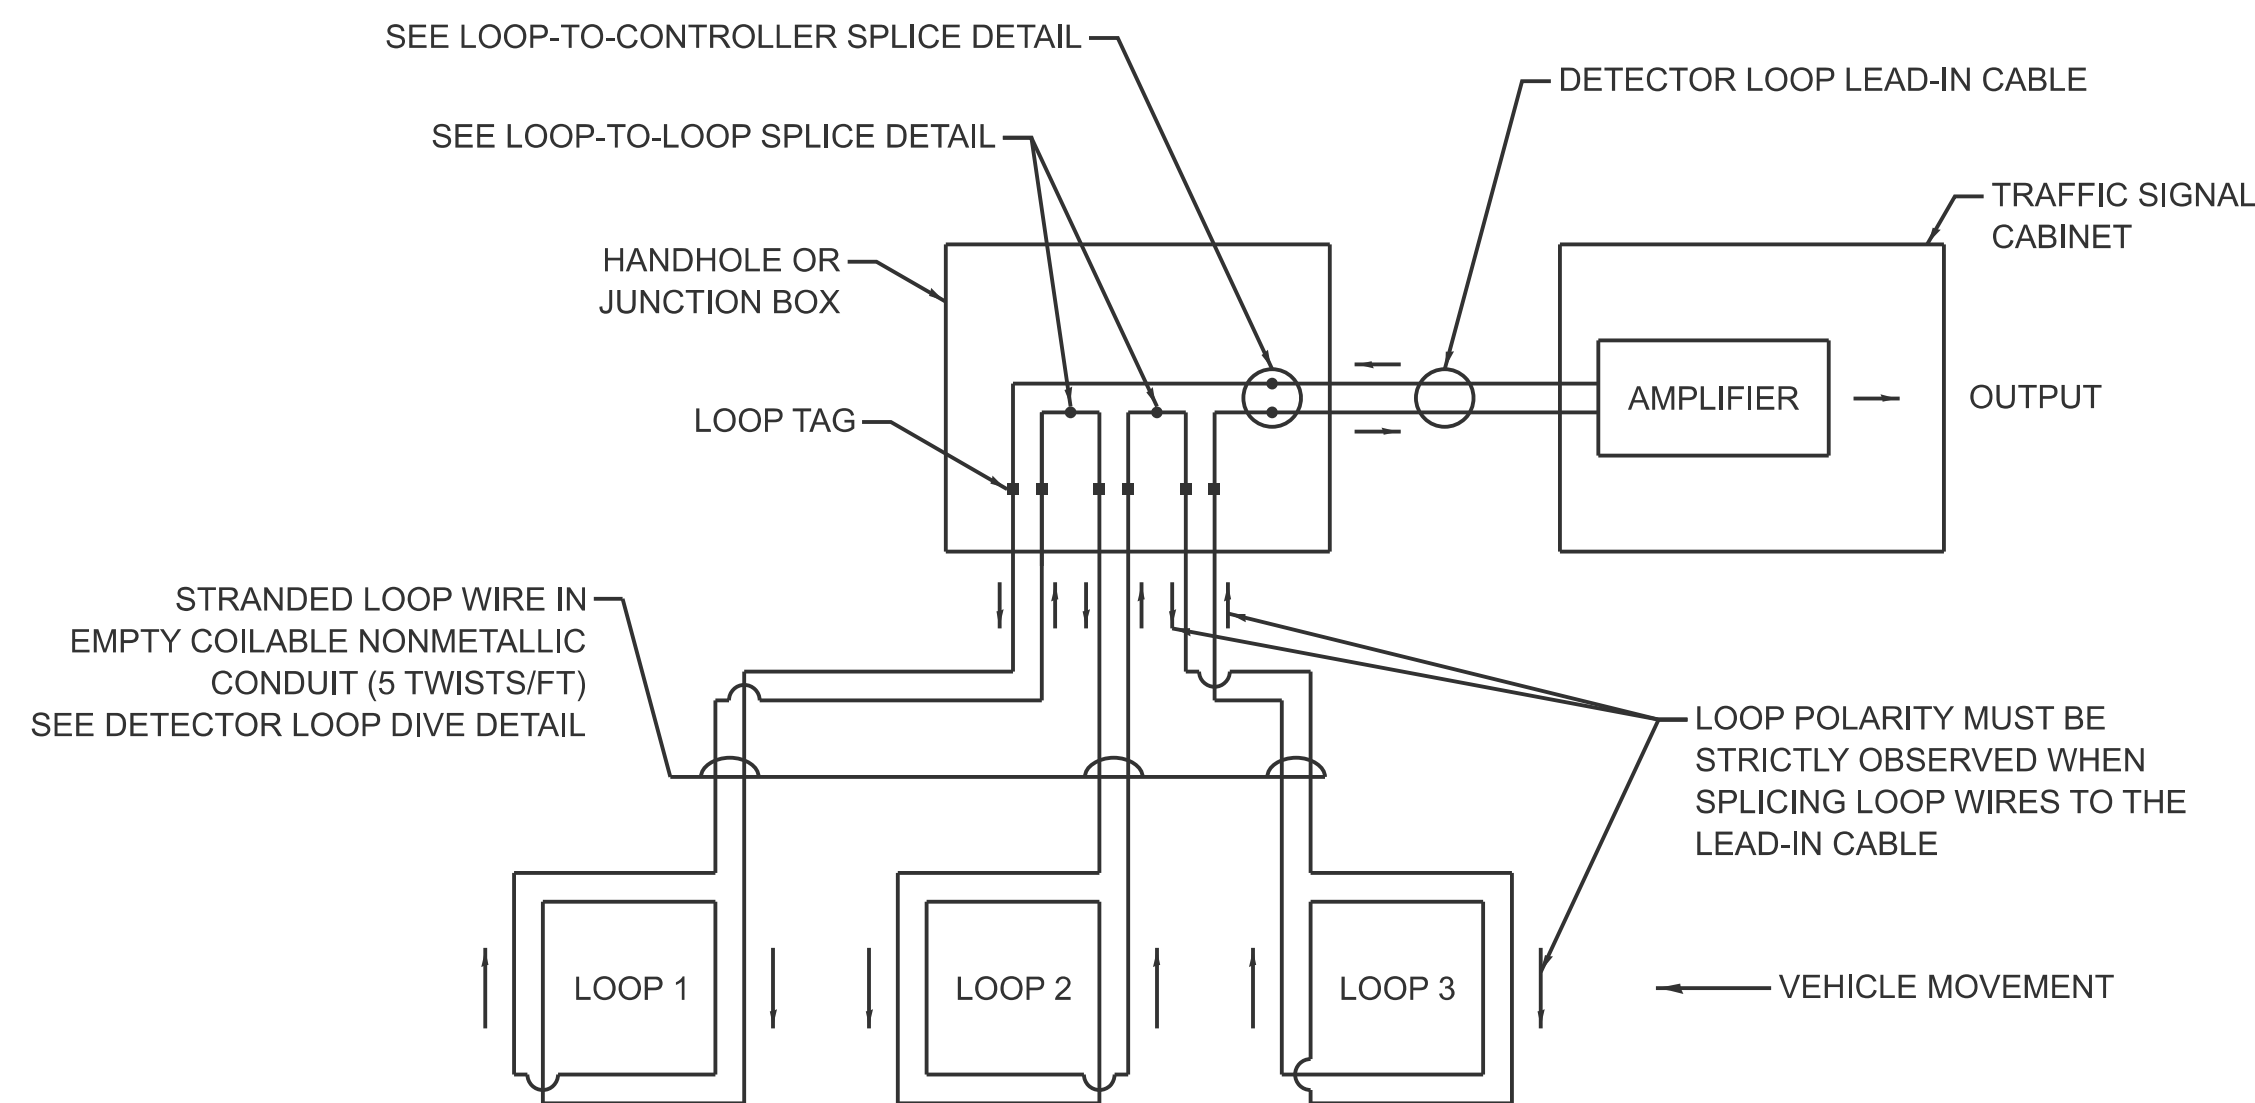 SEE LOOP-TO-CONTROLLER SPLICE DETAIL
DETECTOR LOOP LEAD-IN CABLE
SEE LOOP-TO-LOOP SPLICE DETAIL
TRAFFIC SIGNAL
CABINET
HANDHOLE OR
JUNCTION BOX
AMPLIFIER
OUTPUT
LOOP TAG
STRANDED LOOP WIRE IN
EMPTY COILABLE NONMETALLIC
CONDUIT (5 TWISTS/FT)
SEE DETECTOR LOOP DIVE DETAIL
LOOP POLARITY MUST BE
STRICTLY OBSERVED WHEN
SPLICING LOOP WIRES TO THE
LEAD-IN CABLE
LOOP 1
LOOP 2
LOOP 3
VEHICLE MOVEMENT